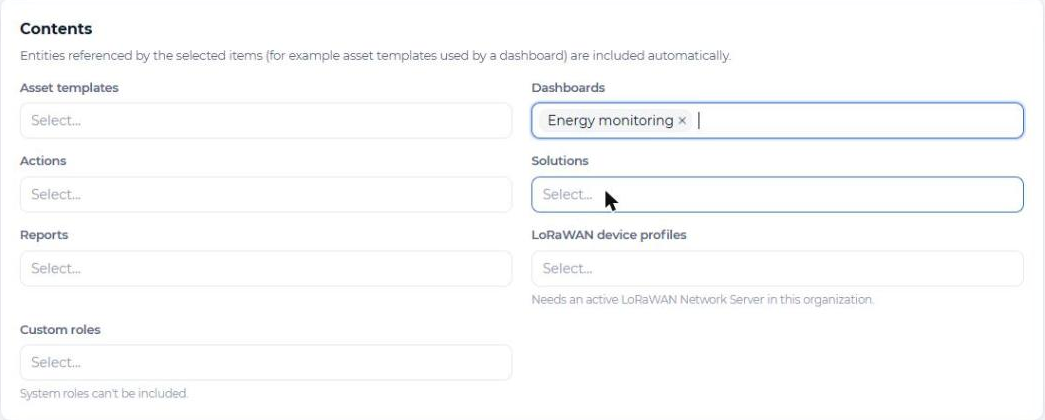 Contents
Entities referenced by the selected items (for example asset templates used by a dashboard) are included automatically.
Asset templates
Select...
Dashboards
Energy monitoring ×
Actions
Select...
Solutions
Select...
Reports
Select...
LoRaWAN device profiles
Select...
Needs an active LoRaWAN Network Server in this organization.
Custom roles
Select...
System roles can't be included.